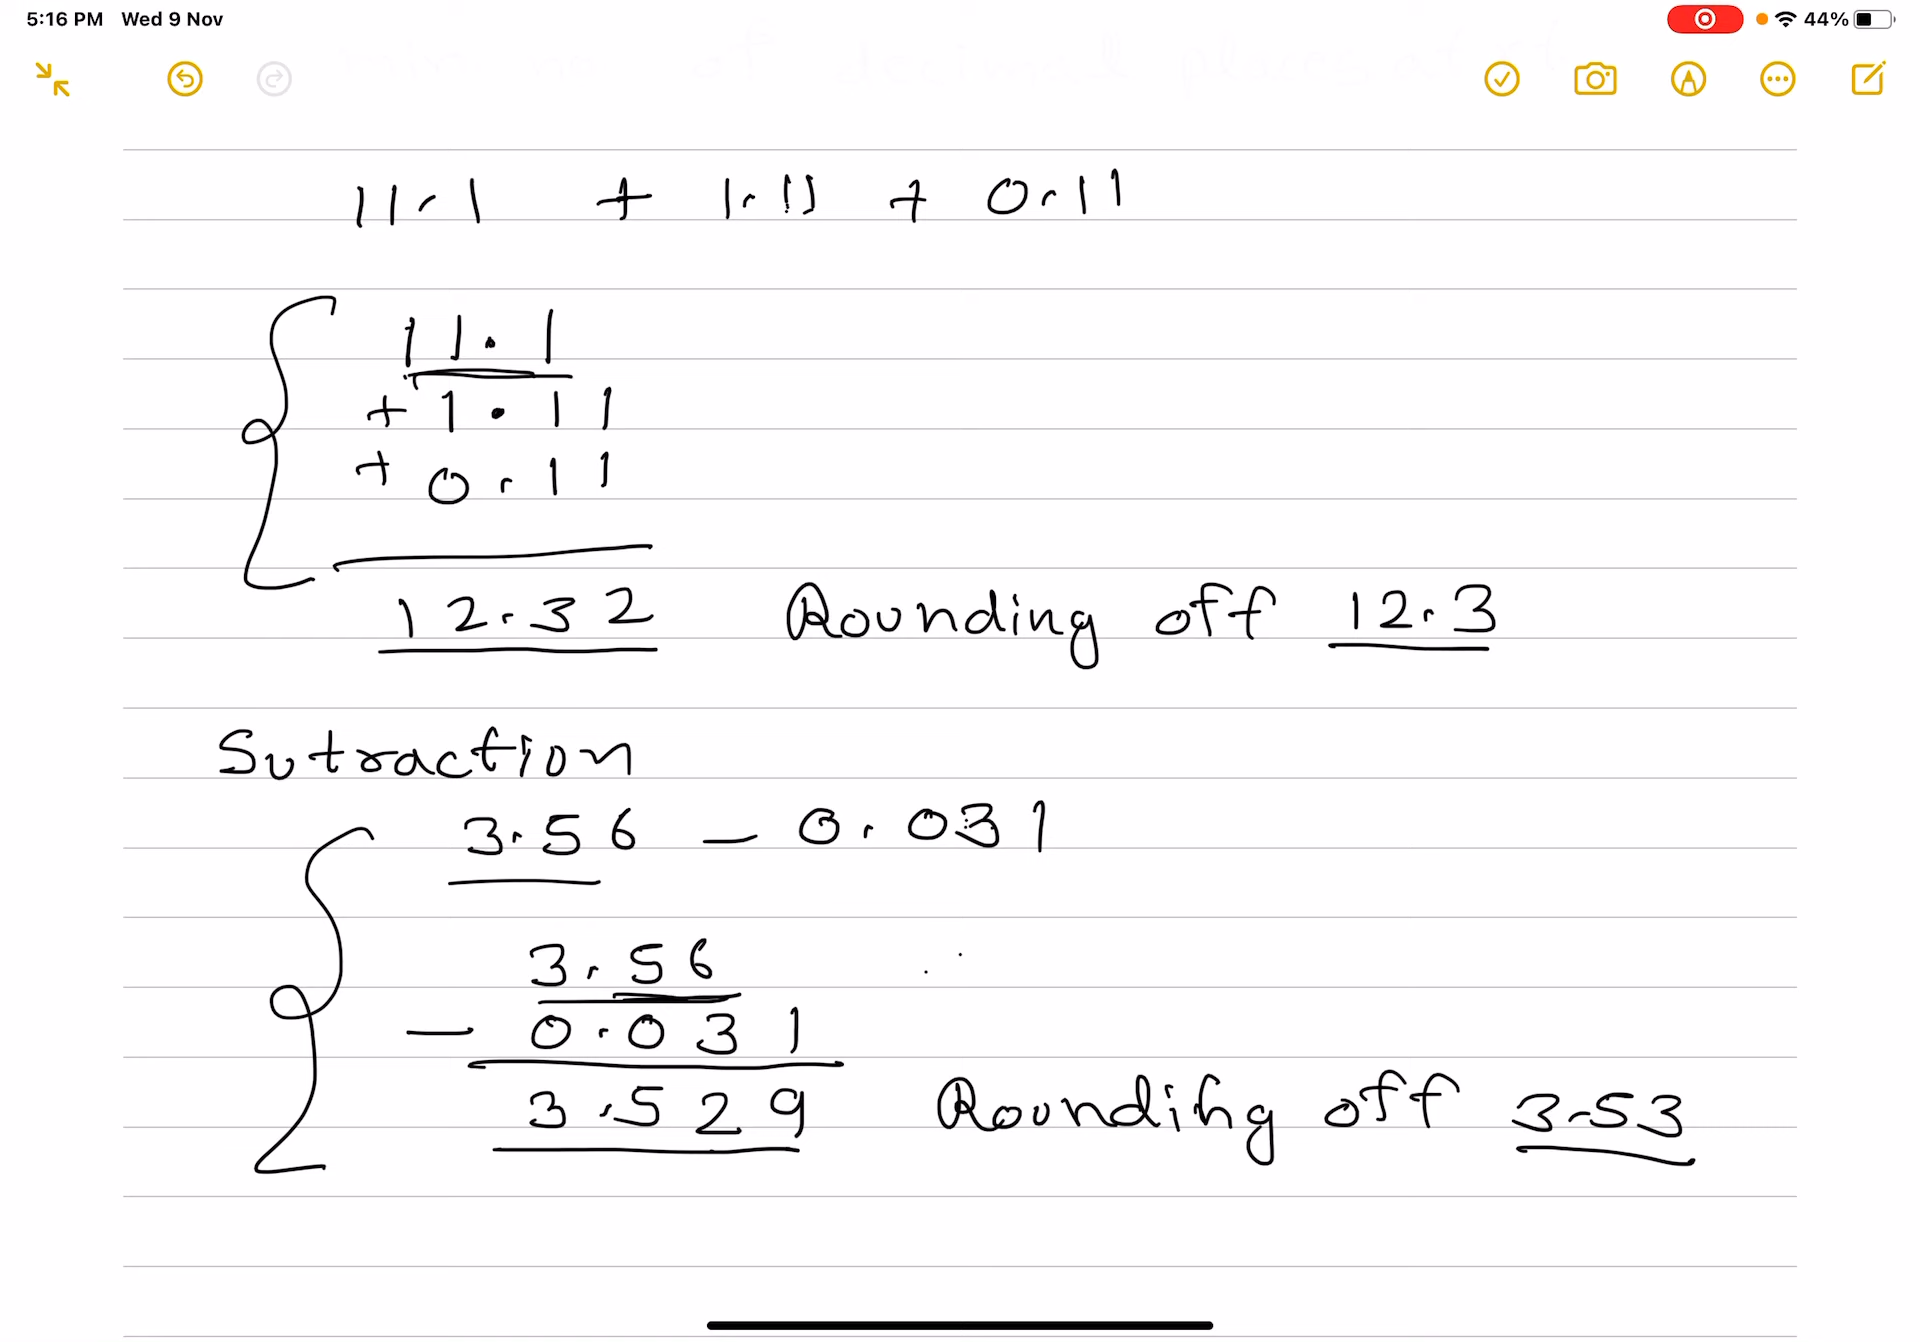 5:16 PM Wed 9 Nov 44%
11.1 + 1.11 + 0.11
11.1
+ 1.11
+ 0.11
12.32 Rounding off 12.3
Sutraction
3.56 - 0.031
3.56
- 0.031
3.529 Rounding off 3.53